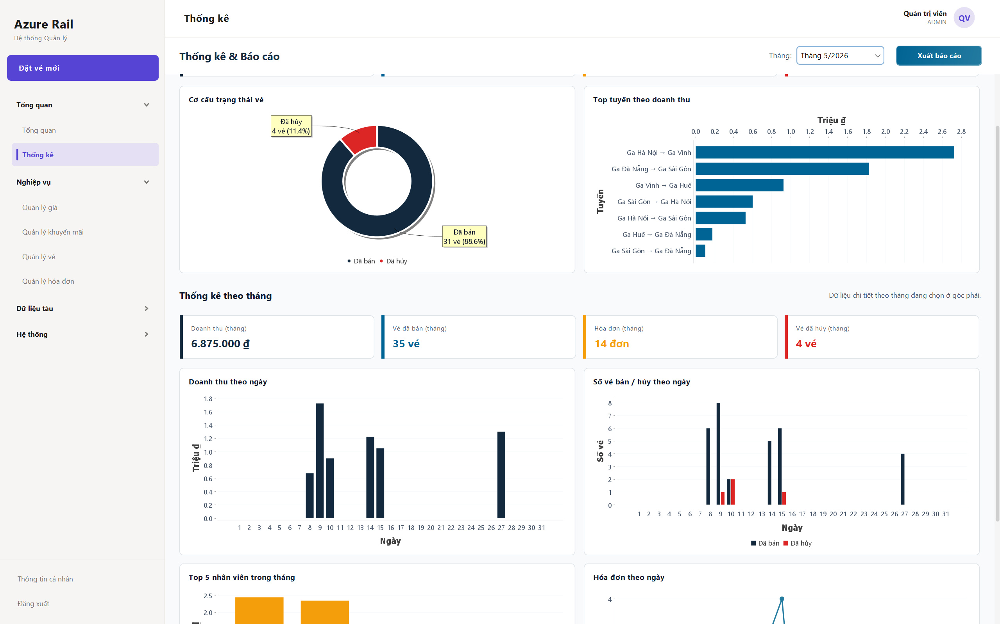 Azure Rail
Hệ thống Quản lý
Đặt vé mới
Tổng quan
Tổng quan
Thống kê
Nghiệp vụ
Quản lý giá
Quản lý khuyến mãi
Quản lý vé
Quản lý hóa đơn
Dữ liệu tàu
Hệ thống
Thông tin cá nhân
Đăng xuất
Thống kê
Quản trị viên
ADMIN
QV
Thống kê & Báo cáo
Tháng: Tháng 5/2026
Xuất báo cáo
Cơ cấu trạng thái vé
Đã hủy
4 vé (11.4%)
Đã bán
31 vé (88.6%)
Đã bán Đã hủy
Top tuyến theo doanh thu
Triệu ₫
0.0 0.2 0.4 0.6 0.8 1.0 1.2 1.4 1.6 1.8 2.0 2.2 2.4 2.6 2.8
Tuyến
Ga Hà Nội → Ga Vinh
Ga Đà Nẵng → Ga Sài Gòn
Ga Vinh → Ga Huế
Ga Sài Gòn → Ga Hà Nội
Ga Hà Nội → Ga Sài Gòn
Ga Huế → Ga Đà Nẵng
Ga Sài Gòn → Ga Đà Nẵng
Thống kê theo tháng
Dữ liệu chi tiết theo tháng đang chọn ở góc phải.
Doanh thu (tháng)
6.875.000 ₫
Vé đã bán (tháng)
35 vé
Hóa đơn (tháng)
14 đơn
Vé đã hủy (tháng)
4 vé
Doanh thu theo ngày
Triệu ₫
1.8
1.6
1.4
1.2
1.0
0.8
0.6
0.4
0.2
0.0
1 2 3 4 5 6 7 8 9 10 11 12 13 14 15 16 17 18 19 20 21 22 23 24 25 26 27 28 29 30 31
Ngày
Số vé bán / hủy theo ngày
Số vé
8
7
6
5
4
3
2
1
0
1 2 3 4 5 6 7 8 9 10 11 12 13 14 15 16 17 18 19 20 21 22 23 24 25 26 27 28 29 30 31
Ngày
Đã bán Đã hủy
Top 5 nhân viên trong tháng
2.5
2.0
Hóa đơn theo ngày
4